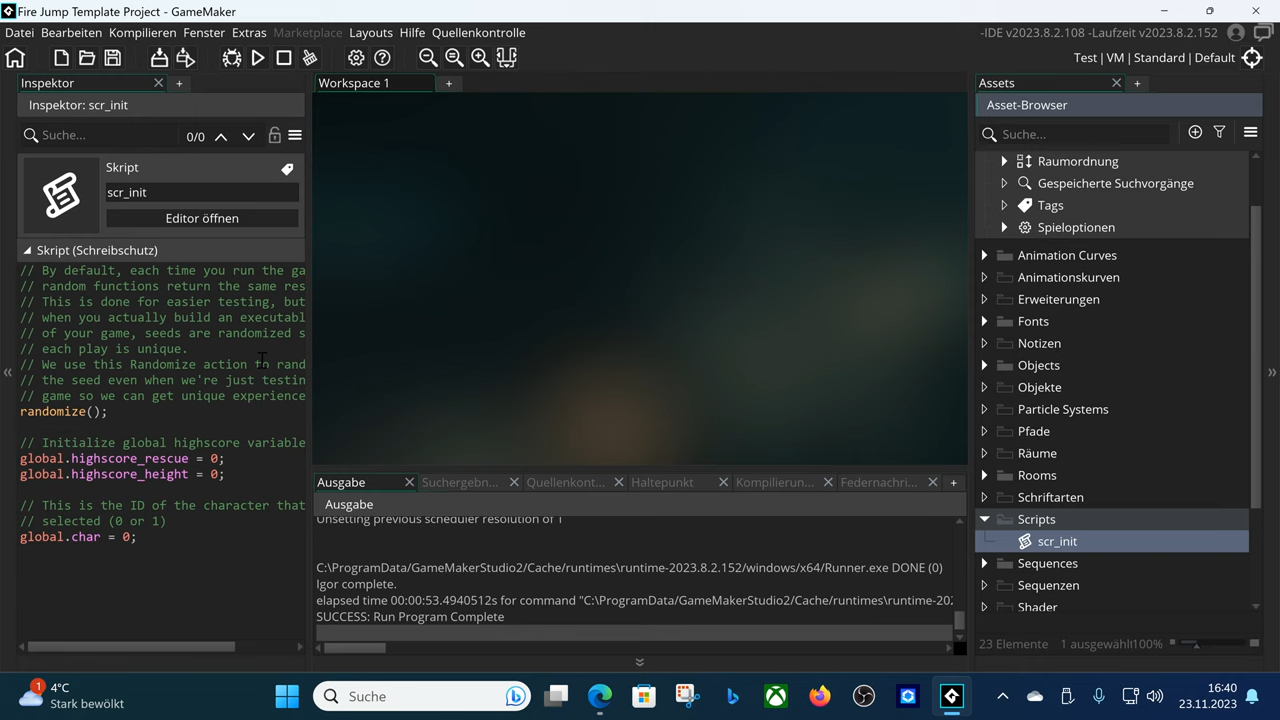 Fire Jump Template Project - GameMaker
Datei Bearbeiten Kompilieren Fenster Extras Marketplace Layouts Hilfe Quellenkontrolle
-IDE v2023.8.2.108 -Laufzeit v2023.8.2.152
Test | VM | Standard | Default
Inspektor
Inspektor: scr_init
Suche...
0/0
Skript
scr_init
Editor öffnen
Skript (Schreibschutz)
// By default, each time you run the ga
// random functions return the same res
// This is done for easier testing, but
// when you actually build an executabl
// of your game, seeds are randomized s
// each play is unique.
// We use this Randomize action to rand
// the seed even when we're just testin
// game so we can get unique experience
randomize();
// Initialize global highscore variable
global.highscore_rescue = 0;
global.highscore_height = 0;
// This is the ID of the character that
// selected (0 or 1)
global.char = 0;
Workspace 1
Ausgabe
Suchergebn...
Quellenkont...
Haltepunkt
Kompilierun...
Federnachri...
Ausgabe
Unsetting previous scheduler resolution of 1
C:\ProgramData/GameMakerStudio2/Cache/runtimes\runtime-2023.8.2.152/windows/x64/Runner.exe DONE (0)
Igor complete.
elapsed time 00:00:53.4940512s for command "C:\ProgramData/GameMakerStudio2/Cache/runtimes\runtime-202
SUCCESS: Run Program Complete
Assets
Asset-Browser
Suche...
Raumordnung
Gespeicherte Suchvorgänge
Tags
Spieloptionen
Animation Curves
Animationskurven
Erweiterungen
Fonts
Notizen
Objects
Objekte
Particle Systems
Pfade
Räume
Rooms
Schriftarten
Scripts
scr_init
Sequences
Sequenzen
Shader
23 Elemente
1 ausgewählt
100%
1
4°C
Stark bewölkt
Suche
16:40
23.11.2023